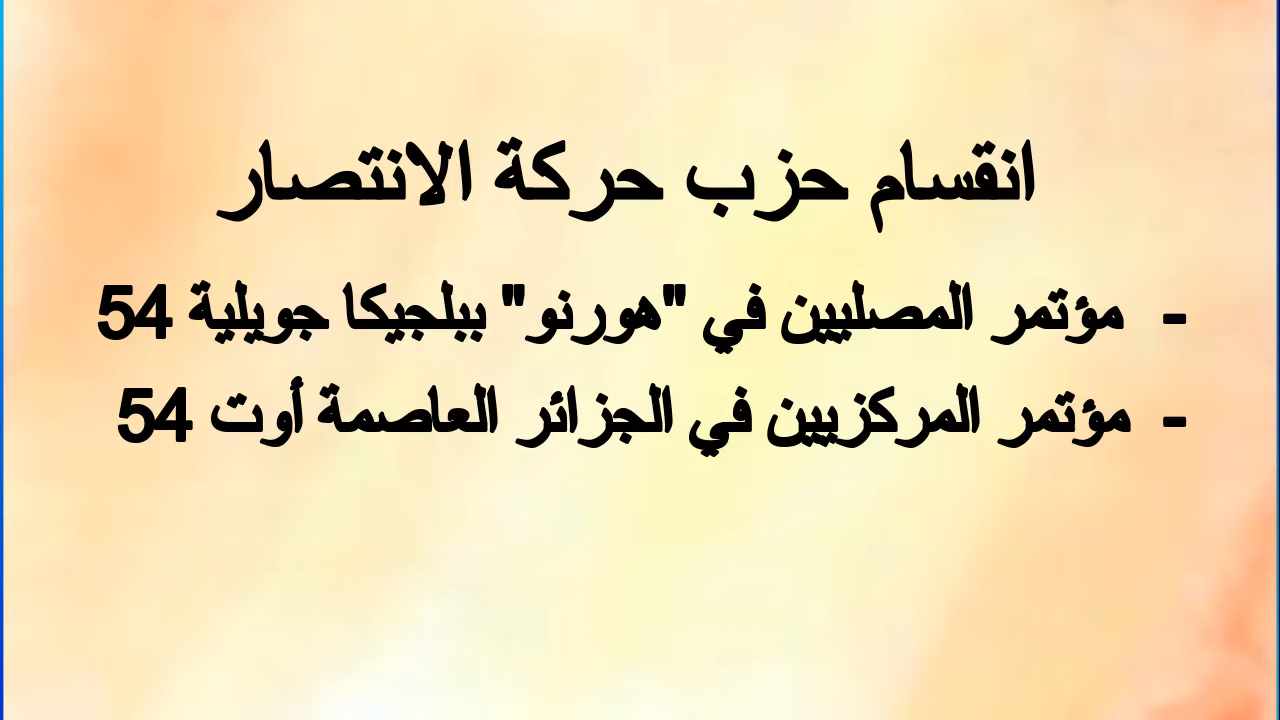 انقسام حزب حركة الانتصار
- مؤتمر المصليين في "هورنو" ببلجيكا جويلية 54
- مؤتمر المركزيين في الجزائر العاصمة أوت 54